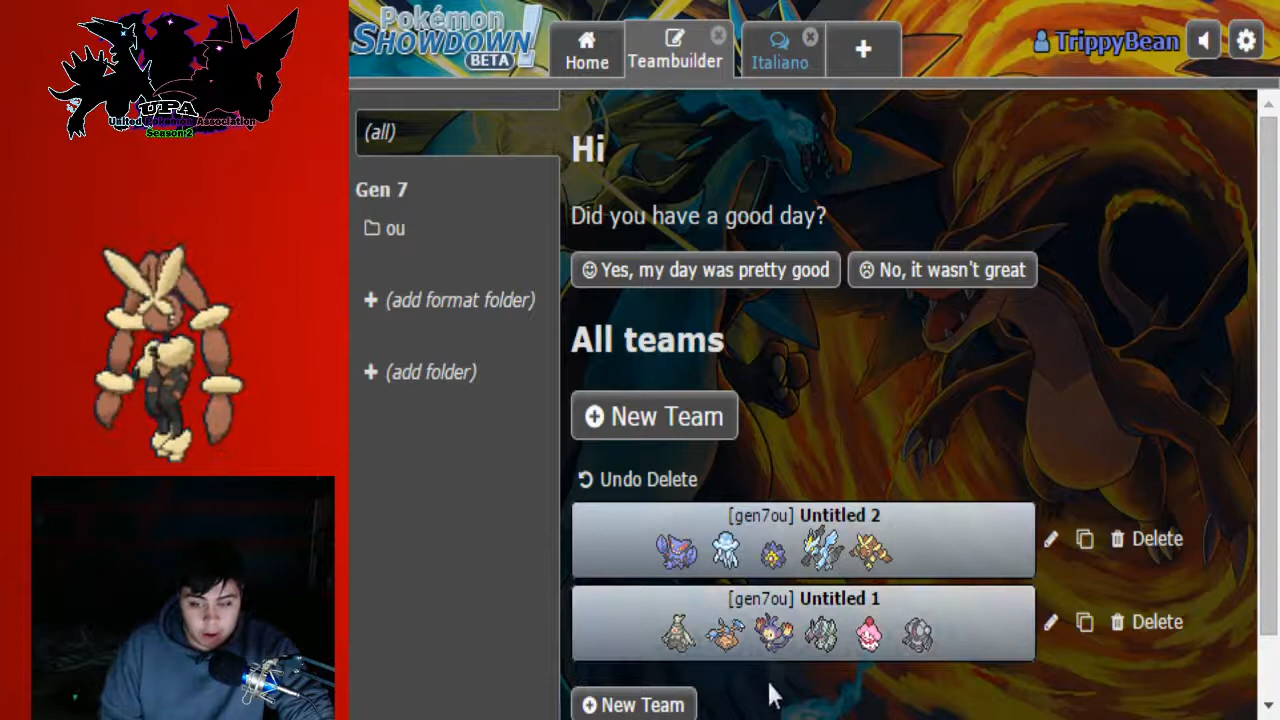 UPA
United Pokémon Association
Season 2
Pokémon
SHOWDOWN!
BETA
Home
Teambuilder
Italiano
TrippyBean
(all)
Gen 7
ou
(add format folder)
(add folder)
Hi
Did you have a good day?
Yes, my day was pretty good
No, it wasn't great
All teams
New Team
Undo Delete
[gen7ou] Untitled 2
Delete
[gen7ou] Untitled 1
Delete
New Team